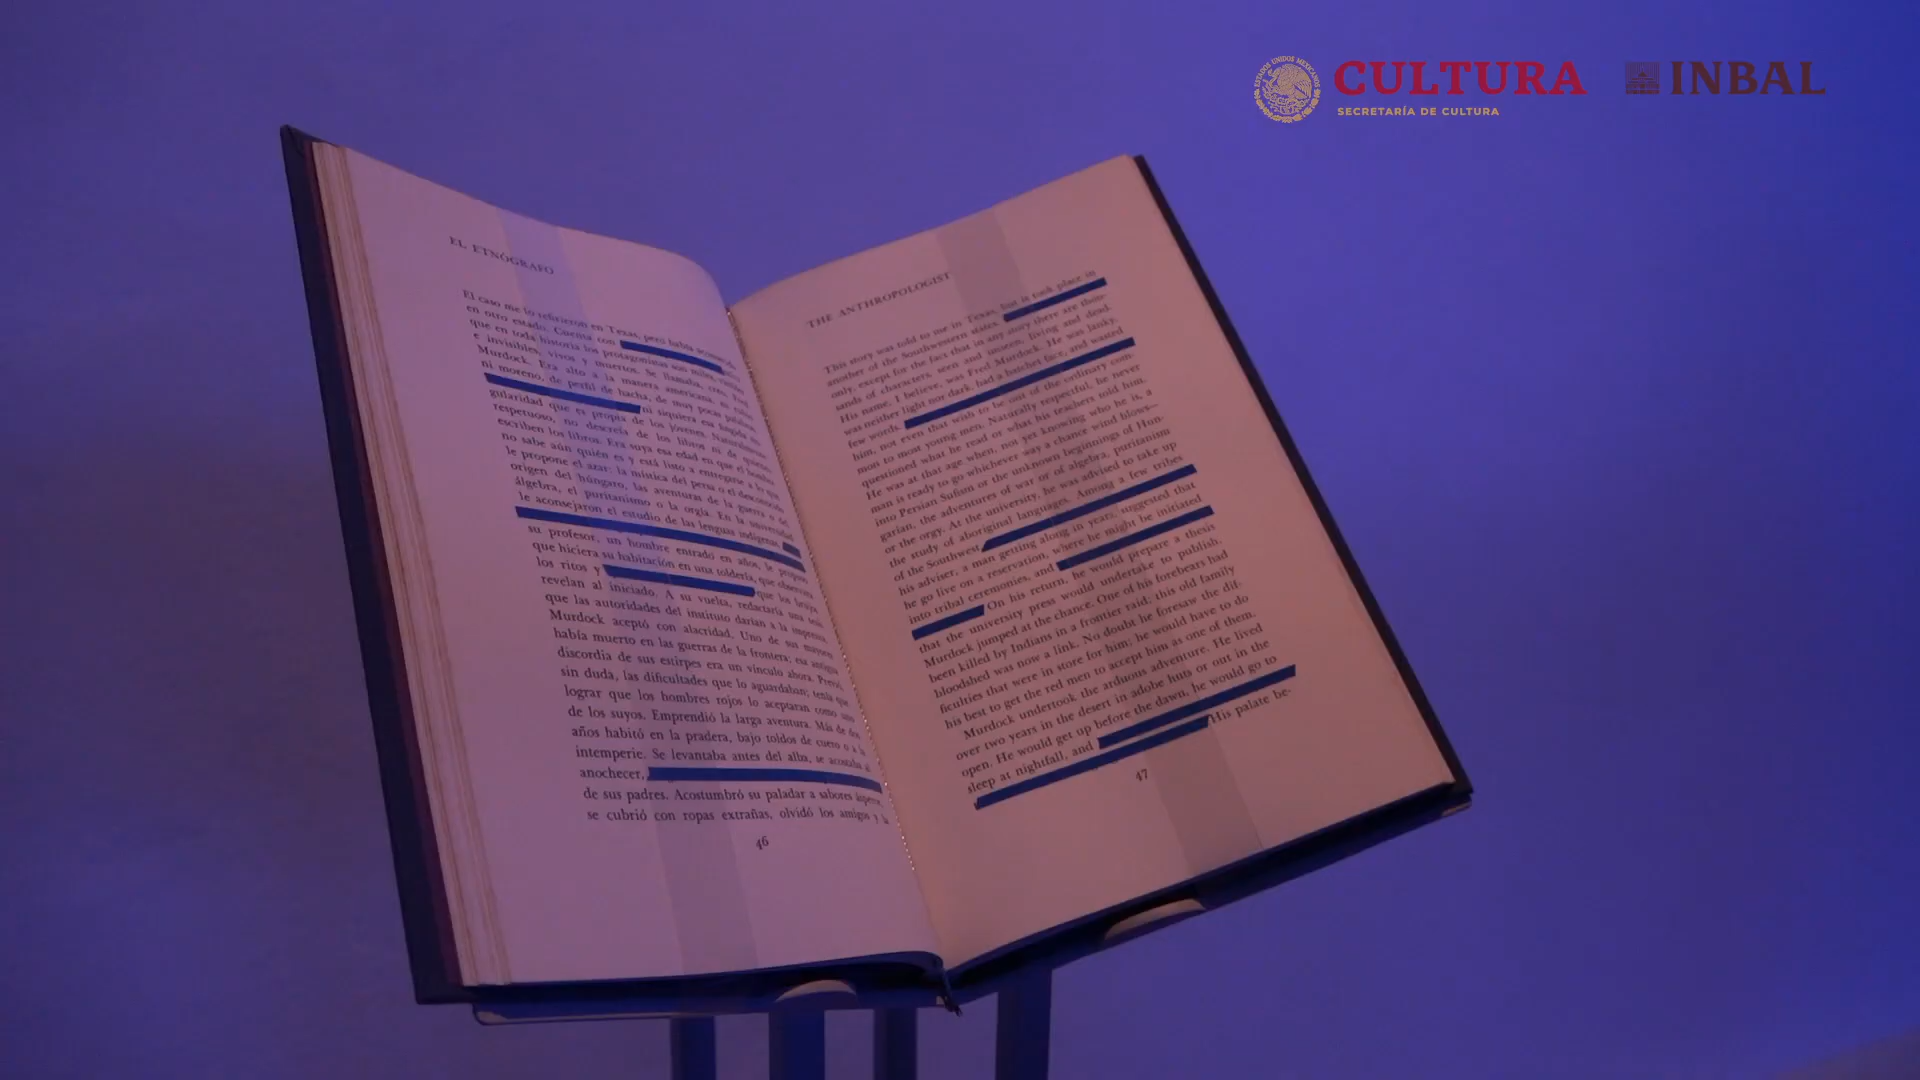 ESTADOS UNIDOS MEXICANOS
CULTURA
SECRETARÍA DE CULTURA
INBAL
EL ETNÓGRAFO
El caso me lo refirieron en Texas, pero había acontecido
en otro estado. Cuenta con
que en toda historia los protagonistas son miles,
e invisibles, vivos y muertos. Se llamaba, creo, Fred
Murdock. Era alto a la manera americana, ni rubio
ni moreno, de perfil de hacha, de muy pocas palabras.
ni siquiera esa fingida sin-
gularidad que es propia de los jóvenes. Naturalmente
respetuoso, no descreía de los libros ni de quienes
escriben los libros. Era suya esa edad en que el hombre
no sabe aún quién es y está listo a entregarse a lo que
le propone el azar: la mística del persa o el desconocido
origen del húngaro, las aventuras de la guerra o del
álgebra, el puritanismo o la orgía. En la universidad
le aconsejaron el estudio de las lenguas indígenas.
su profesor, un hombre entrado en años, le propuso
que hiciera su habitación en una toldería, que observara
los ritos y que los brujos
revelan al iniciado. A su vuelta, redactaría una tesis
que las autoridades del instituto darían a la imprenta.
Murdock aceptó con alacridad. Uno de sus mayores
había muerto en las guerras de la frontera; esa antigua
discordia de sus estirpes era un vínculo ahora. Previó,
sin duda, las dificultades que lo aguardaban; tenía que
lograr que los hombres rojos lo aceparan como uno
de los suyos. Emprendió la larga aventura. Más de dos
años habitó en la pradera, bajo toldos de cuero o a la
intemperie. Se levantaba antes del alba, se acostaba al
anochecer,
de sus padres. Acostumbró su paladar a sabores ásperos,
se cubrió con ropas extrañas, olvidó los amigos y la
46
THE ANTHROPOLOGIST
This story was told to me in Texas, but it took place in
another of the Southwestern states.
only, except for the fact that in any story there are thou-
sands of characters, seen and unseen, living and dead.
His name, I believe, was Fred Murdock. He was lanky,
was neither light nor dark, had a hatchet face, and wasted
few words.
him, not even that wish to be out of the ordinary com-
mon to most young men. Naturally respectful, he never
questioned what he read or what his teachers told him.
He was at that age when, not yet knowing who he is, a
man is ready to go whichever way a chance wind blows—
into Persian Sufism or the unknown beginnings of Hun-
garian, the adventures of war or of algebra, puritanism
or the orgy. At the university, he was advised to take up
the study of aboriginal languages. Among a few tribes
of the Southwest
his adviser, a man getting along in years, suggested that
he go live on a reservation, where he might be initiated
into tribal ceremonies, and
On his return, he would prepare a thesis
that the university press would undertake to publish.
Murdock jumped at the chance. One of his forebears had
been killed by Indians in a frontier raid; this old family
bloodshed was now a link. No doubt he foresaw the dif-
ficulties that were in store for him; he would have to do
his best to get the red men to accept him as one of them.
Murdock undertook the arduous adventure. He lived
over two years in the desert in adobe huts or out in the
open. He would get up before the dawn, he would go to
sleep at nightfall, and
His palate be-
47